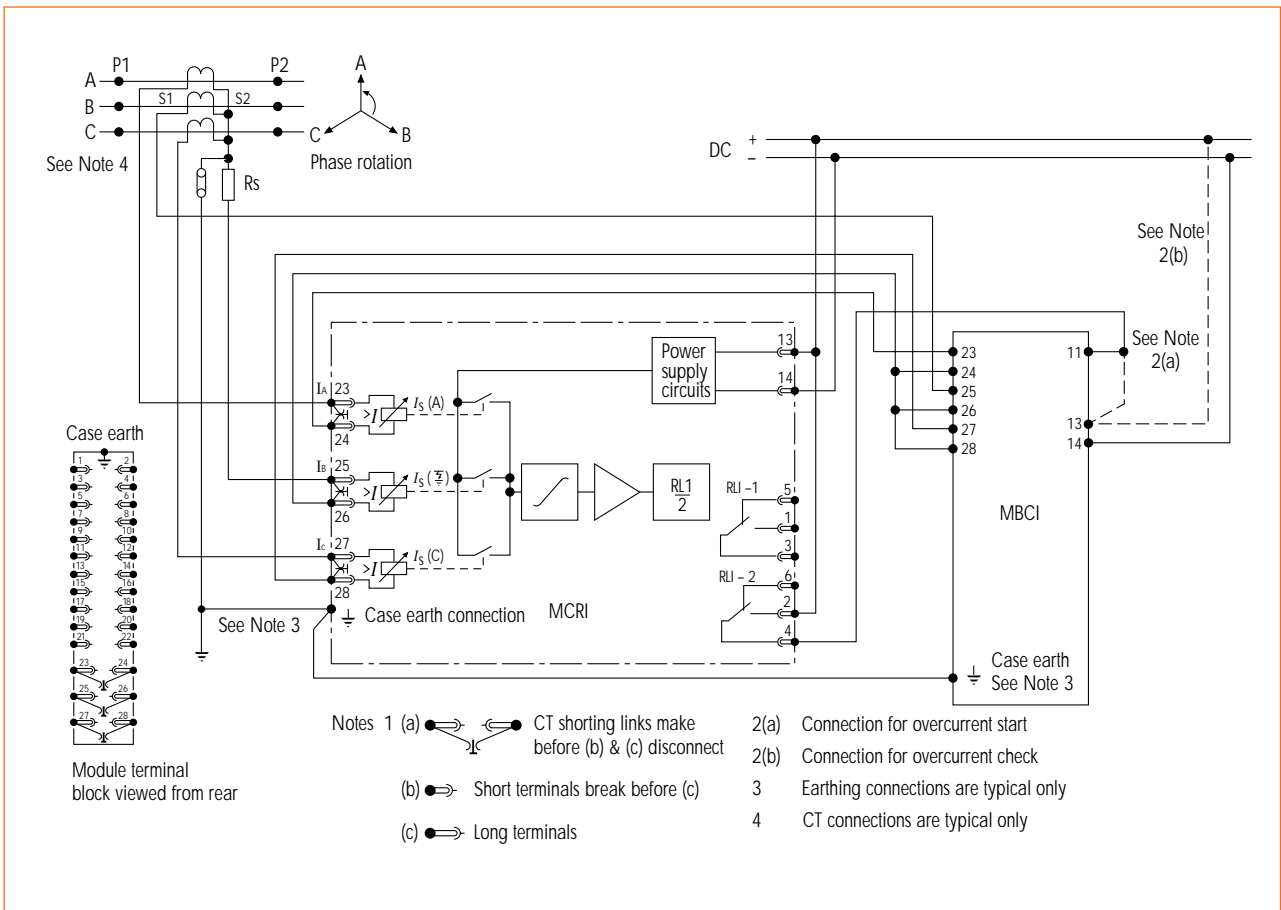 P1 P2 A
A
B S1 S2
C C B
See Note 4 Phase rotation
Rs
DC +
–
See Note
2(b)
See Note
2(a)
Power
supply
circuits
13
14
IA 23
>I IS (A)
24
IB 25
>I IS (⏚)
26
IC 27
>I IS (C)
28
RL1
2
RLI –1
5
1
3
RLI – 2
6
2
4
See Note 3 Case earth connection MCRI
23
24
25
26
27
28
11
13
14
MBCI
Case earth
See Note 3
Case earth
1 2
3 4
5 6
7 8
9 10
11 12
13 14
15 16
17 18
19 20
21 22
23 24
25 26
27 28
Module terminal
block viewed from rear
Notes 1 (a) CT shorting links make
before (b) & (c) disconnect
(b) Short terminals break before (c)
(c) Long terminals
2(a) Connection for overcurrent start
2(b) Connection for overcurrent check
3 Earthing connections are typical only
4 CT connections are typical only